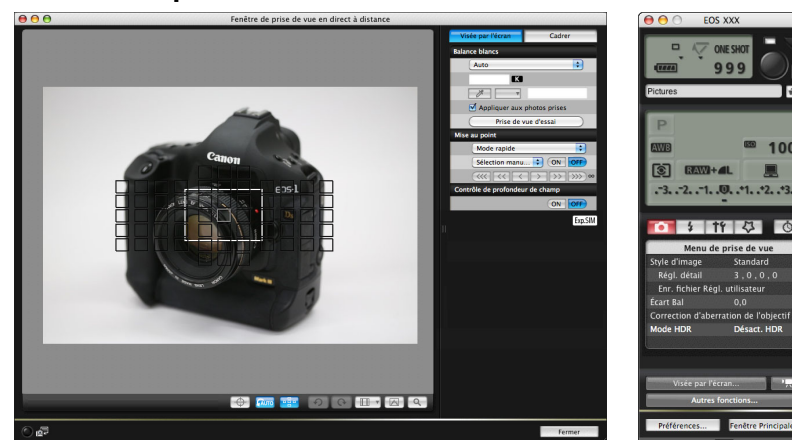 Fenêtre de prise de vue en direct à distance
Visée par l'écran
Cadrer
Balance blancs
Auto
K
Appliquer aux photos prises
Prise de vue d'essai
Mise au point
Mode rapide
Sélection manu...
ON OFF
<<< << < > >> >>> ∞
Contrôle de profondeur de champ
ON OFF
Exp.SIM
Canon
EOS-1
Ds
Mark III
AUTO
Fermer
EOS XXX
ONE SHOT
999
Pictures
P
AWB
ISO 100
RAW+L
-3..-2..-1..0..+1..+2..+3
Menu de prise de vue
Style d'image Standard
Régl. détail 3 , 0 , 0 , 0
Enr. fichier Régl. utilisateur
Écart Bal 0,0
Correction d'aberration de l'objectif
Mode HDR Désact. HDR
Visée par l'écran...
Autres fonctions...
Préférences...
Fenêtre Principale